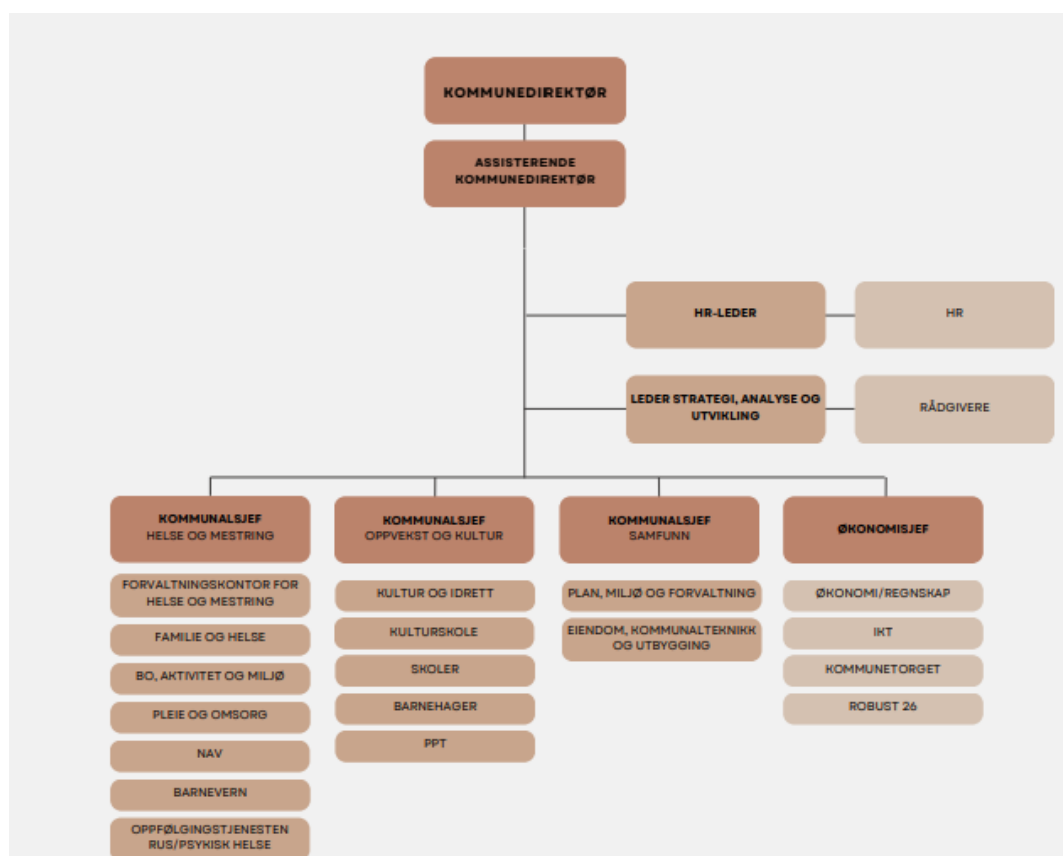 KOMMUNEDIREKTØR
ASSISTERENDE
KOMMUNEDIREKTØR
HR-LEDER
HR
LEDER STRATEGI, ANALYSE OG
UTVIKLING
RÅDGIVERE
KOMMUNALSJEF
HELSE OG MESTRING
FORVALTNINGSKONTOR FOR
HELSE OG MESTRING
FAMILIE OG HELSE
BO, AKTIVITET OG MILJØ
PLEIE OG OMSORG
NAV
BARNEVERN
OPPFØLGINGSTJENESTEN
RUS/PSYKISK HELSE
KOMMUNALSJEF
OPPVEKST OG KULTUR
KULTUR OG IDRETT
KULTURSKOLE
SKOLER
BARNEHAGER
PPT
KOMMUNALSJEF
SAMFUNN
PLAN, MILJØ OG FORVALTNING
EIENDOM, KOMMUNALTEKNIKK
OG UTBYGGING
ØKONOMISJEF
ØKONOMI/REGNSKAP
IKT
KOMMUNETORGET
ROBUST 26